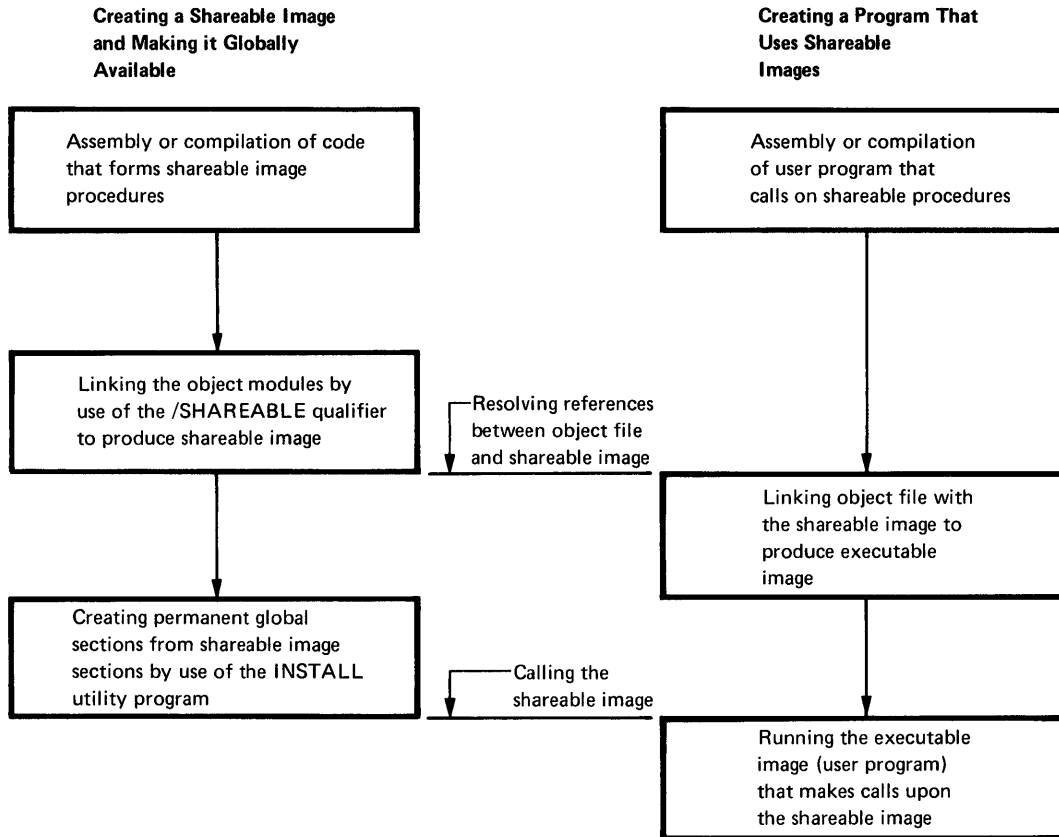 Creating a Shareable Image
and Making it Globally
Available
Assembly or compilation of code
that forms shareable image
procedures
Linking the object modules by
use of the /SHAREABLE qualifier
to produce shareable image
Creating permanent global
sections from shareable image
sections by use of the INSTALL
utility program
Resolving references
between object file
and shareable image
Calling the
shareable image
Creating a Program That
Uses Shareable
Images
Assembly or compilation
of user program that
calls on shareable procedures
Linking object file with
the shareable image to
produce executable
image
Running the executable
image (user program)
that makes calls upon
the shareable image